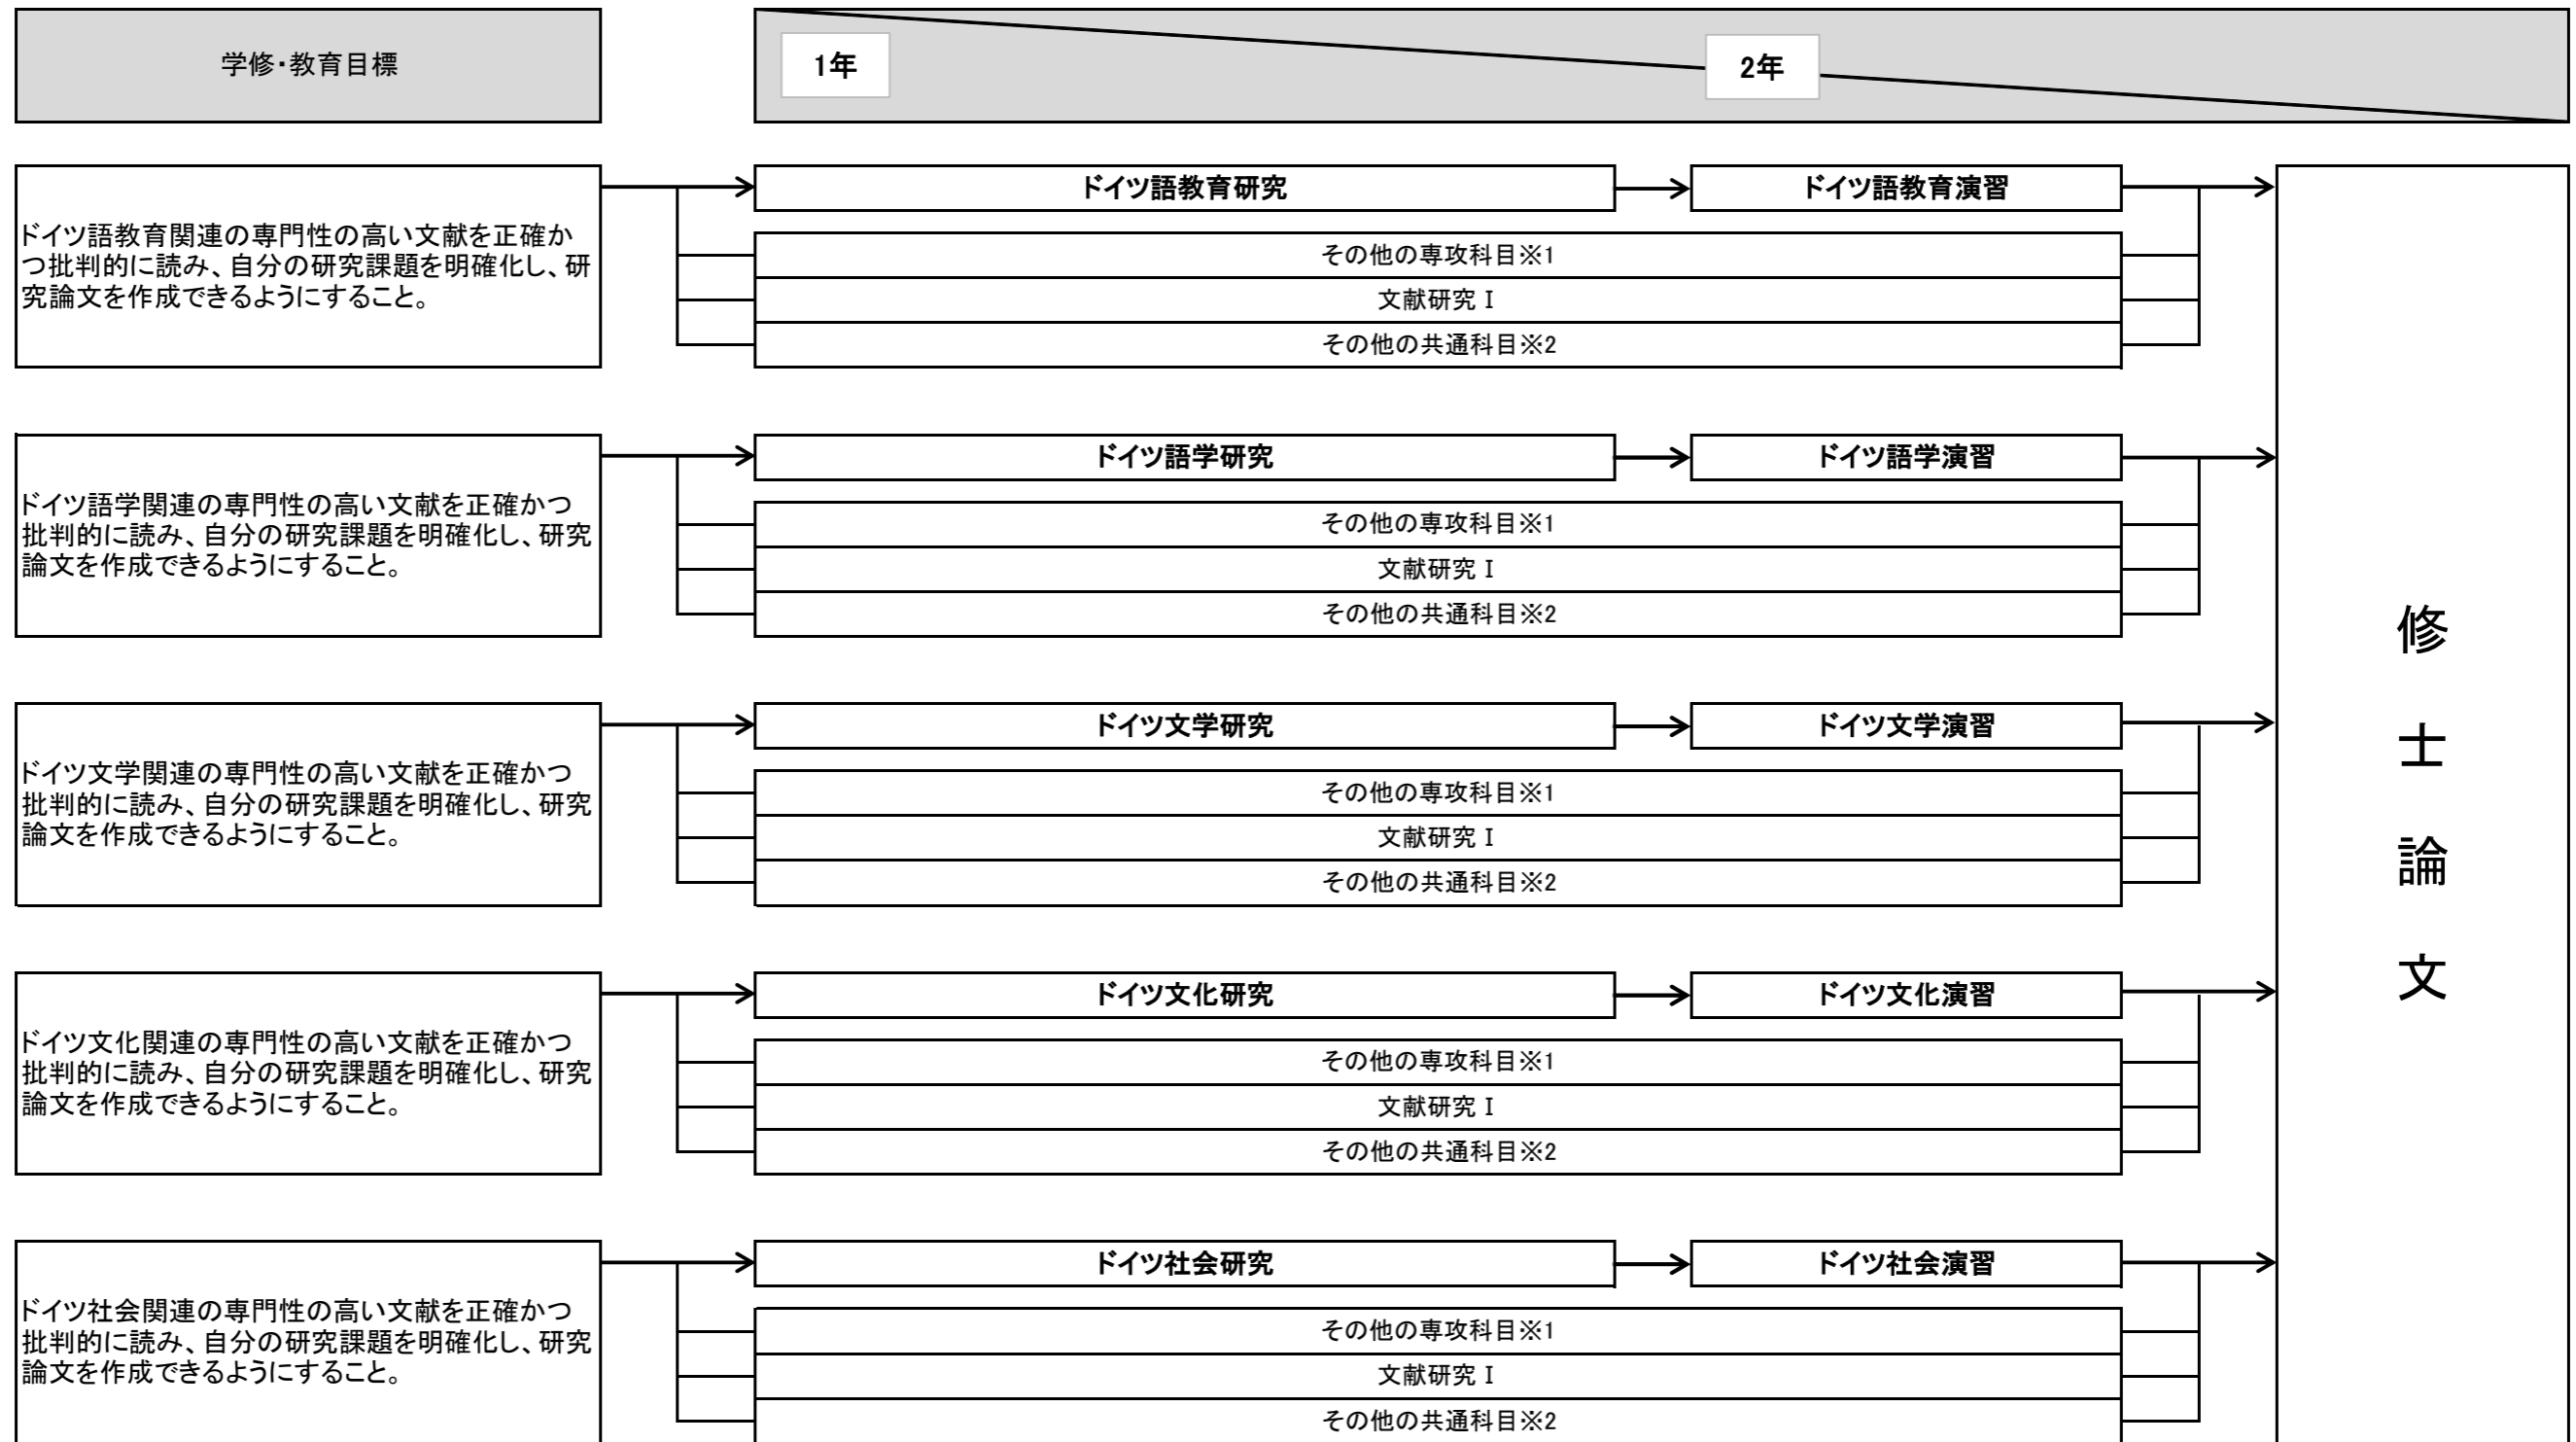 学修・教育目標
1年
2年
ドイツ語教育関連の専門性の高い文献を正確か
つ批判的に読み、自分の研究課題を明確化し、研
究論文を作成できるようにすること。
ドイツ語教育研究
ドイツ語教育演習
その他の専攻科目※1
文献研究Ⅰ
その他の共通科目※2
ドイツ語学関連の専門性の高い文献を正確かつ
批判的に読み、自分の研究課題を明確化し、研究
論文を作成できるようにすること。
ドイツ語学研究
ドイツ語学演習
その他の専攻科目※1
文献研究Ⅰ
その他の共通科目※2
ドイツ文学関連の専門性の高い文献を正確かつ
批判的に読み、自分の研究課題を明確化し、研究
論文を作成できるようにすること。
ドイツ文学研究
ドイツ文学演習
その他の専攻科目※1
文献研究Ⅰ
その他の共通科目※2
ドイツ文化関連の専門性の高い文献を正確かつ
批判的に読み、自分の研究課題を明確化し、研究
論文を作成できるようにすること。
ドイツ文化研究
ドイツ文化演習
その他の専攻科目※1
文献研究Ⅰ
その他の共通科目※2
ドイツ社会関連の専門性の高い文献を正確かつ
批判的に読み、自分の研究課題を明確化し、研究
論文を作成できるようにすること。
ドイツ社会研究
ドイツ社会演習
その他の専攻科目※1
文献研究Ⅰ
その他の共通科目※2
修士論文